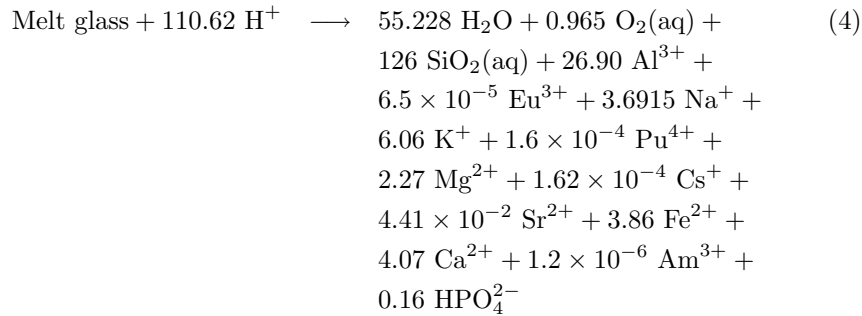 Melt glass + 110.62 H⁺ ⟶ 55.228 H₂O + 0.965 O₂(aq) + (4)
126 SiO₂(aq) + 26.90 Al³⁺ +
6.5 × 10⁻⁵ Eu³⁺ + 3.6915 Na⁺ +
6.06 K⁺ + 1.6 × 10⁻⁴ Pu⁴⁺ +
2.27 Mg²⁺ + 1.62 × 10⁻⁴ Cs⁺ +
4.41 × 10⁻² Sr²⁺ + 3.86 Fe²⁺ +
4.07 Ca²⁺ + 1.2 × 10⁻⁶ Am³⁺ +
0.16 HPO₄²⁻